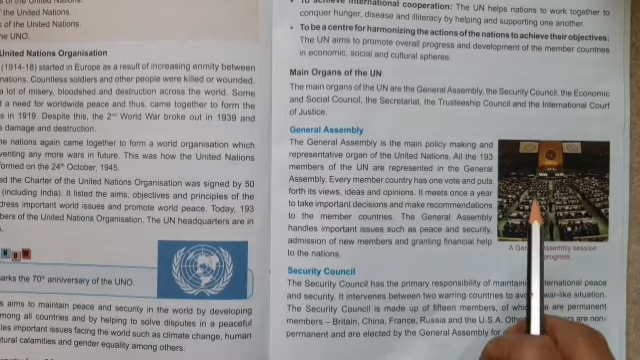 of the United Nations.
the United Nations.
s of the United Nations.
he UNO.
United Nations Organisation
(1914-18) started in Europe as a result of increasing enmity between
nations. Countless soldiers and other people were killed or wounded.
a lot of misery, bloodshed and destruction across the world. Some
t a need for worldwide peace and thus, came together to form the
s in 1919. Despite this, the 2nd World War broke out in 1939 and
e damage and destruction.
he nations again came together to form a world organisation which
venting any more wars in future. This was how the United Nations
ormed on the 24th October, 1945.
ed the Charter of the United Nations Organisation was signed by 50
(including India). It listed the aims, objectives and principles of the
dress important world issues and promote world peace. Today, 193
bers of the United Nations Organisation. The UN headquarters are in
arks the 70th anniversary of the UNO.
s aims to maintain peace and security in the world by developing
mong all countries and by helping to solve disputes in a peaceful
les important issues facing the world such as climate change, human
tural calamities and gender equality among others.
To achieve international cooperation: The UN helps nations to work together to
conquer hunger, disease and illiteracy by helping and supporting one another.
• To be a centre for harmonizing the actions of the nations to achieve their objectives:
The UN aims to promote overall progress and development of the member countries
in economic, social and cultural spheres.
Main Organs of the UN
The main organs of the UN are the General Assembly, the Security Council, the Economic
and Social Council, the Secretariat, the Trusteeship Council and the International Court
of Justice.
General Assembly
The General Assembly is the main policy making and
representative organ of the United Nations. All the 193
members of the UN are represented in the General
Assembly. Every member country has one vote and puts
forth its views, ideas and opinions. It meets once a year
to take important decisions and make recommendations
to the member countries. The General Assembly
handles important issues such as peace and security,
admission of new members and granting financial help
to the nations.
A Gen Assembly session
progress
Security Council
The Security Council has the primary responsibility of maintainin international peace
and security. It intervenes between two warring countries to avo war-like situation.
The Security Council is made up of fifteen members, of whic are permanent
members – Britain, China, France, Russia and the U.S.A. Othe are non-
permanent and are elected by the General Assembly for